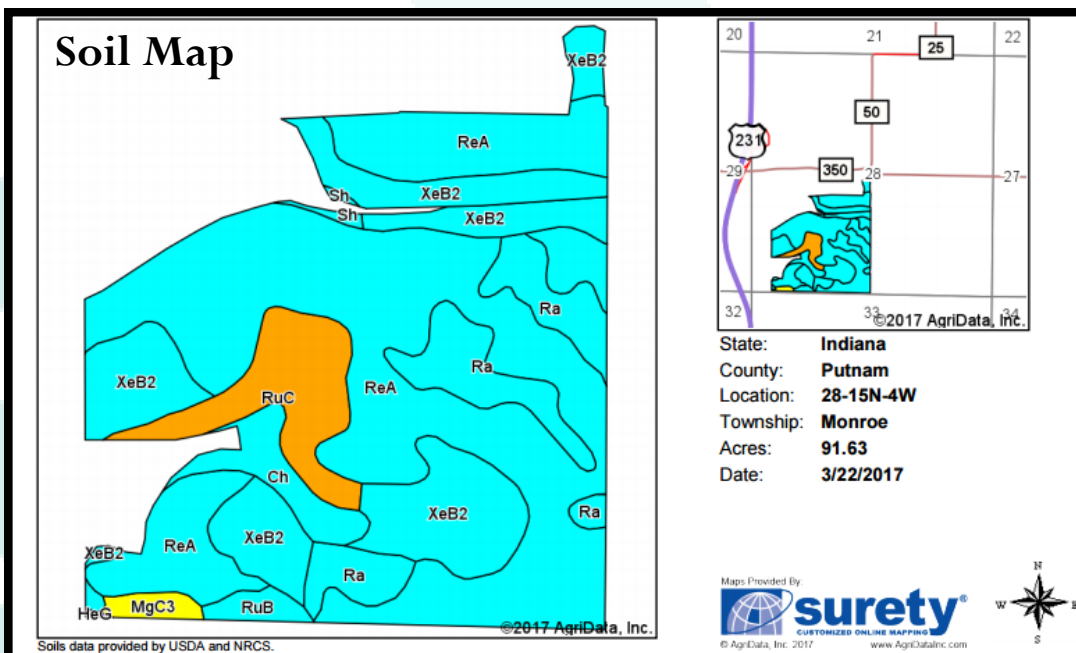 Soil Map
XeB2
ReA
XeB2
Sh
Sh
XeB2
Ra
Ra
XeB2
ReA
RuC
Ch
XeB2
Ra
XeB2
ReA
XeB2
Ra
HeG
MgC3
RuB
©2017 AgriData, Inc.
Soils data provided by USDA and NRCS.
20
21
22
25
50
231
29
350
28
27
32
33
34
©2017 AgriData, Inc.
State: Indiana
County: Putnam
Location: 28-15N-4W
Township: Monroe
Acres: 91.63
Date: 3/22/2017
Maps Provided By:
surety®
CUSTOMIZED ONLINE MAPPING
© AgriData, Inc. 2017 www.AgriDataInc.com
N
W E
S